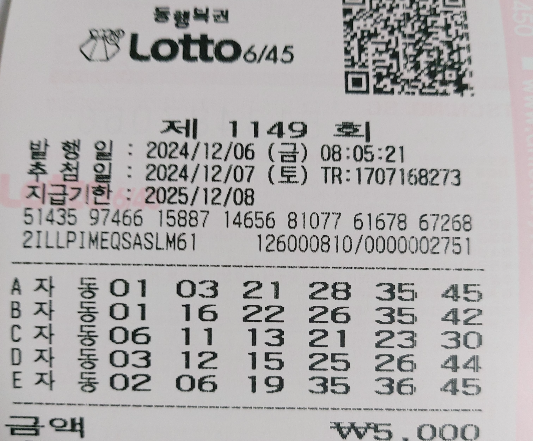 동행복권
Lotto 6/45
제 1149 회
발 행 일 : 2024/12/06 (금) 08:05:21
추 첨 일 : 2024/12/07 (토) TR:1707168273
지급기한 : 2025/12/08
51435 97466 15887 14656 81077 61678 67268
2ILLPIMEQSASLM61 126000810/0000002751
A 자 동 01 03 21 28 35 45
B 자 동 01 16 22 26 35 42
C 자 동 06 11 13 21 23 30
D 자 동 03 12 15 25 26 44
E 자 동 02 06 19 35 36 45
금액 ₩5,000